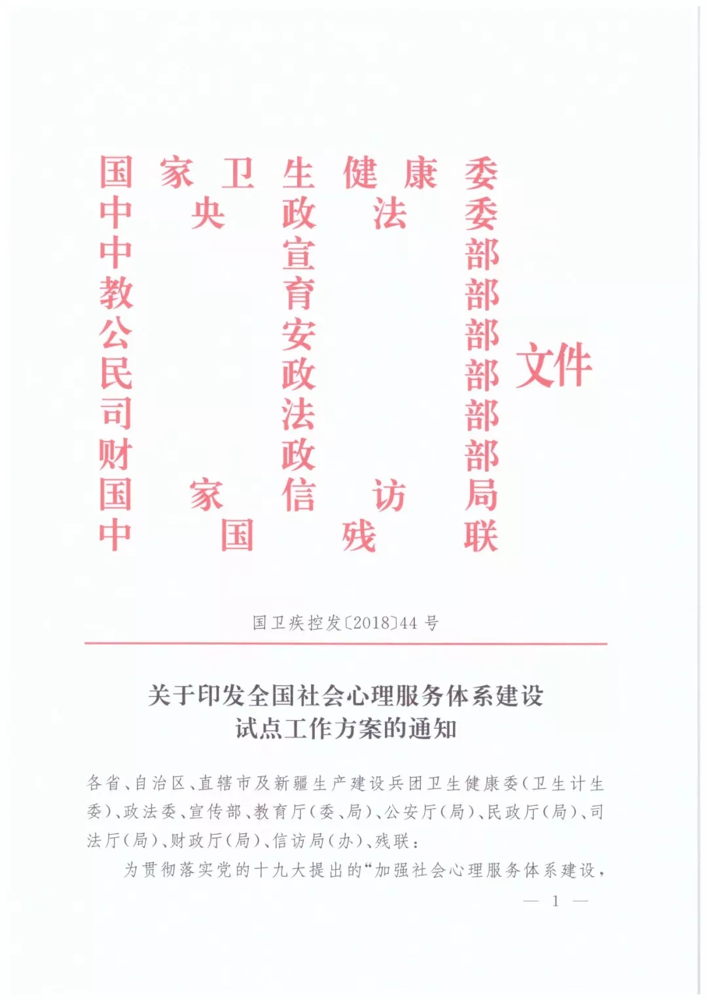 国家卫生健康委
中央政法委
中宣部
教育部
公安部
民政部
司法部
财政部
国家信访局
中国残联
文件
国卫疾控发〔2018〕44 号
关于印发全国社会心理服务体系建设
试点工作方案的通知
各省、自治区、直辖市及新疆生产建设兵团卫生健康委(卫生计生
委)、政法委、宣传部、教育厅(委、局)、公安厅(局)、民政厅(局)、司
法厅(局)、财政厅(局)、信访局(办)、残联：
为贯彻落实党的十九大提出的“加强社会心理服务体系建设，
— 1 —